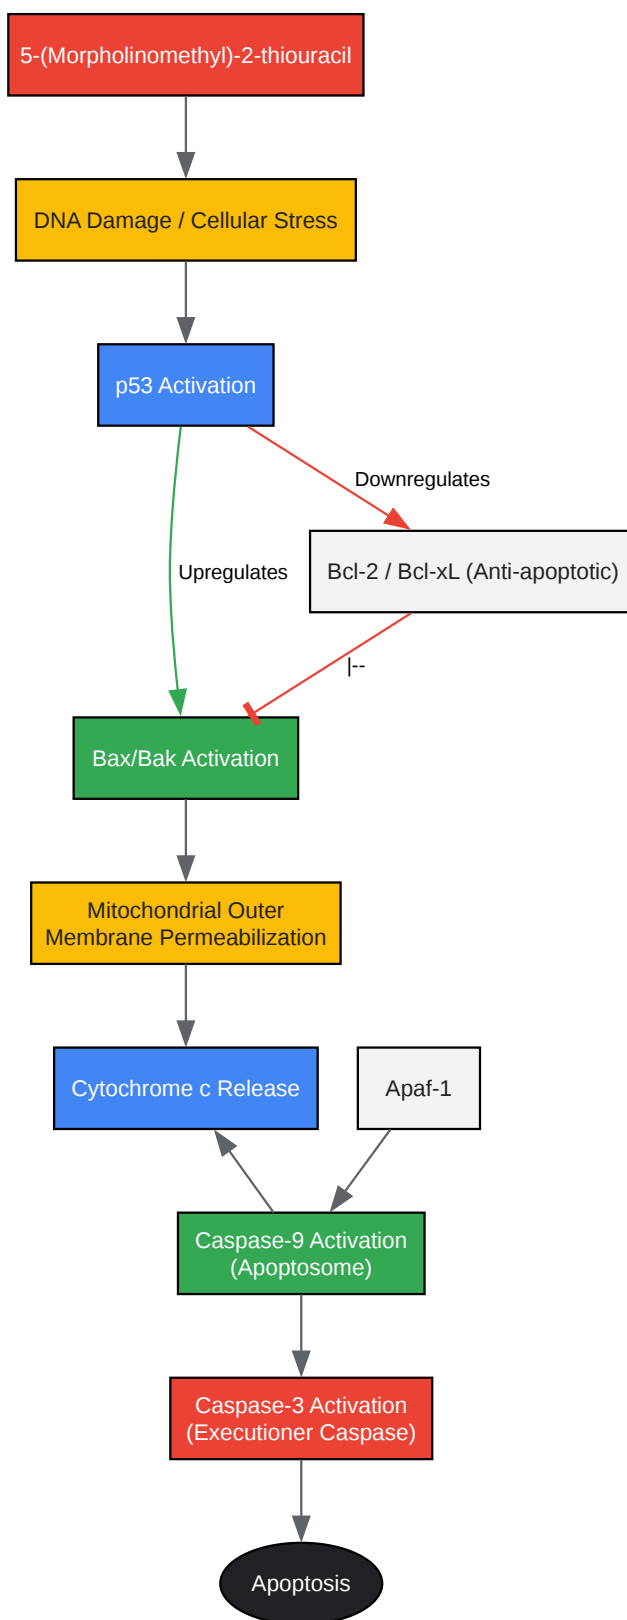 5-(Morpholinomethyl)-2-thiouracil
DNA Damage / Cellular Stress
p53 Activation
Downregulates
Bcl-2 / Bcl-xL (Anti-apoptotic)
Upregulates
|--
Bax/Bak Activation
Mitochondrial Outer
Membrane Permeabilization
Cytochrome c Release
Apaf-1
Caspase-9 Activation
(Apoptosome)
Caspase-3 Activation
(Executioner Caspase)
Apoptosis